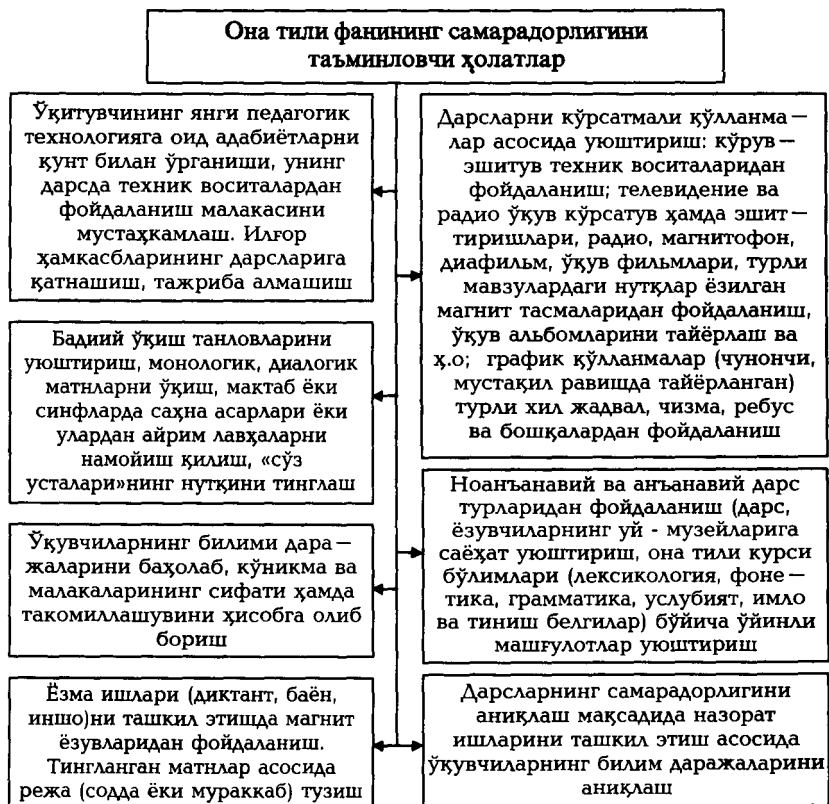 Она тили фанининг самарадорлигини
таъминловчи ҳолатлар
Ўқитувчининг янги педагогик
технологияга оид адабиётларни
қунт билан ўрганиши, унинг
дарсда техник воситалардан
фойдаланиш малакасини
мустаҳкамлаш. Илғор
ҳамкасбларининг дарсларига
қатнашиш, тажриба алмашиш
Бадиий ўқиш танловларини
уюштириш, монологик, диалогик
матнларни ўқиш, мактаб ёки
синфларда саҳна асарлари ёки
улардан айрим лавҳаларни
намойиш қилиш, «сўз
усталари»нинг нутқини тинглаш
Ўқувчиларнинг билими дара—
жаларини баҳолаб, кўникма ва
малакаларининг сифати ҳамда
такомиллашувини ҳисобга олиб
бориш
Ёзма ишлари (диктант, баён,
иншо)ни ташкил этишда магнит
ёзувларидан фойдаланиш.
Тингланган матнлар асосида
режа (содда ёки мураккаб) тузиш
Дарсларни кўрсатмали қўлланма—
лар асосида уюштириш: кўрув—
эшитув техник воситаларидан
фойдаланиш; телевидение ва
радио ўқув кўрсатув ҳамда эшит—
тиришлари, радио, магнитофон,
диафильм, ўқув фильмлари, турли
мавзулардаги нутқлар ёзилган
магнит тасмаларидан фойдаланиш,
ўқув альбомларини тайёрлаш ва
ҳ.о; график қўлланмалар (чунончи,
мустақил равишда тайёрланган)
турли хил жадвал, чизма, ребус
ва бошқалардан фойдаланиш
Ноанъанавий ва анъанавий дарс
турларидан фойдаланиш (дарс,
ёзувчиларнинг уй - музейларига
саёҳат уюштириш, она тили курси
бўлимлари (лексикология, фоне—
тика, грамматика, услубият, имло
ва тиниш белгилар) бўйича ўйинли
машғулотлар уюштириш
Дарсларнинг самарадорлигини
аниқлаш мақсадида назорат
ишларини ташкил этиш асосида
ўқувчиларнинг билим даражаларини
аниқлаш